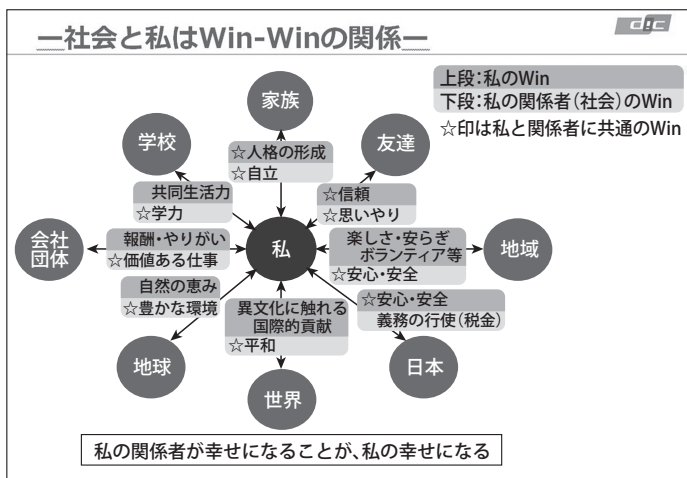 ―社会と私はWin-Winの関係―
dic
上段:私のWin
下段:私の関係者(社会)のWin
☆印は私と関係者に共通のWin
家族
☆人格の形成
☆自立
学校
共同生活力
☆学力
友達
☆信頼
☆思いやり
会社
団体
報酬・やりがい
☆価値ある仕事
私
楽しさ・安らぎ
ボランティア等
☆安心・安全
地域
自然の恵み
☆豊かな環境
地球
異文化に触れる
国際的貢献
☆平和
世界
☆安心・安全
義務の行使(税金)
日本
私の関係者が幸せになることが、私の幸せになる